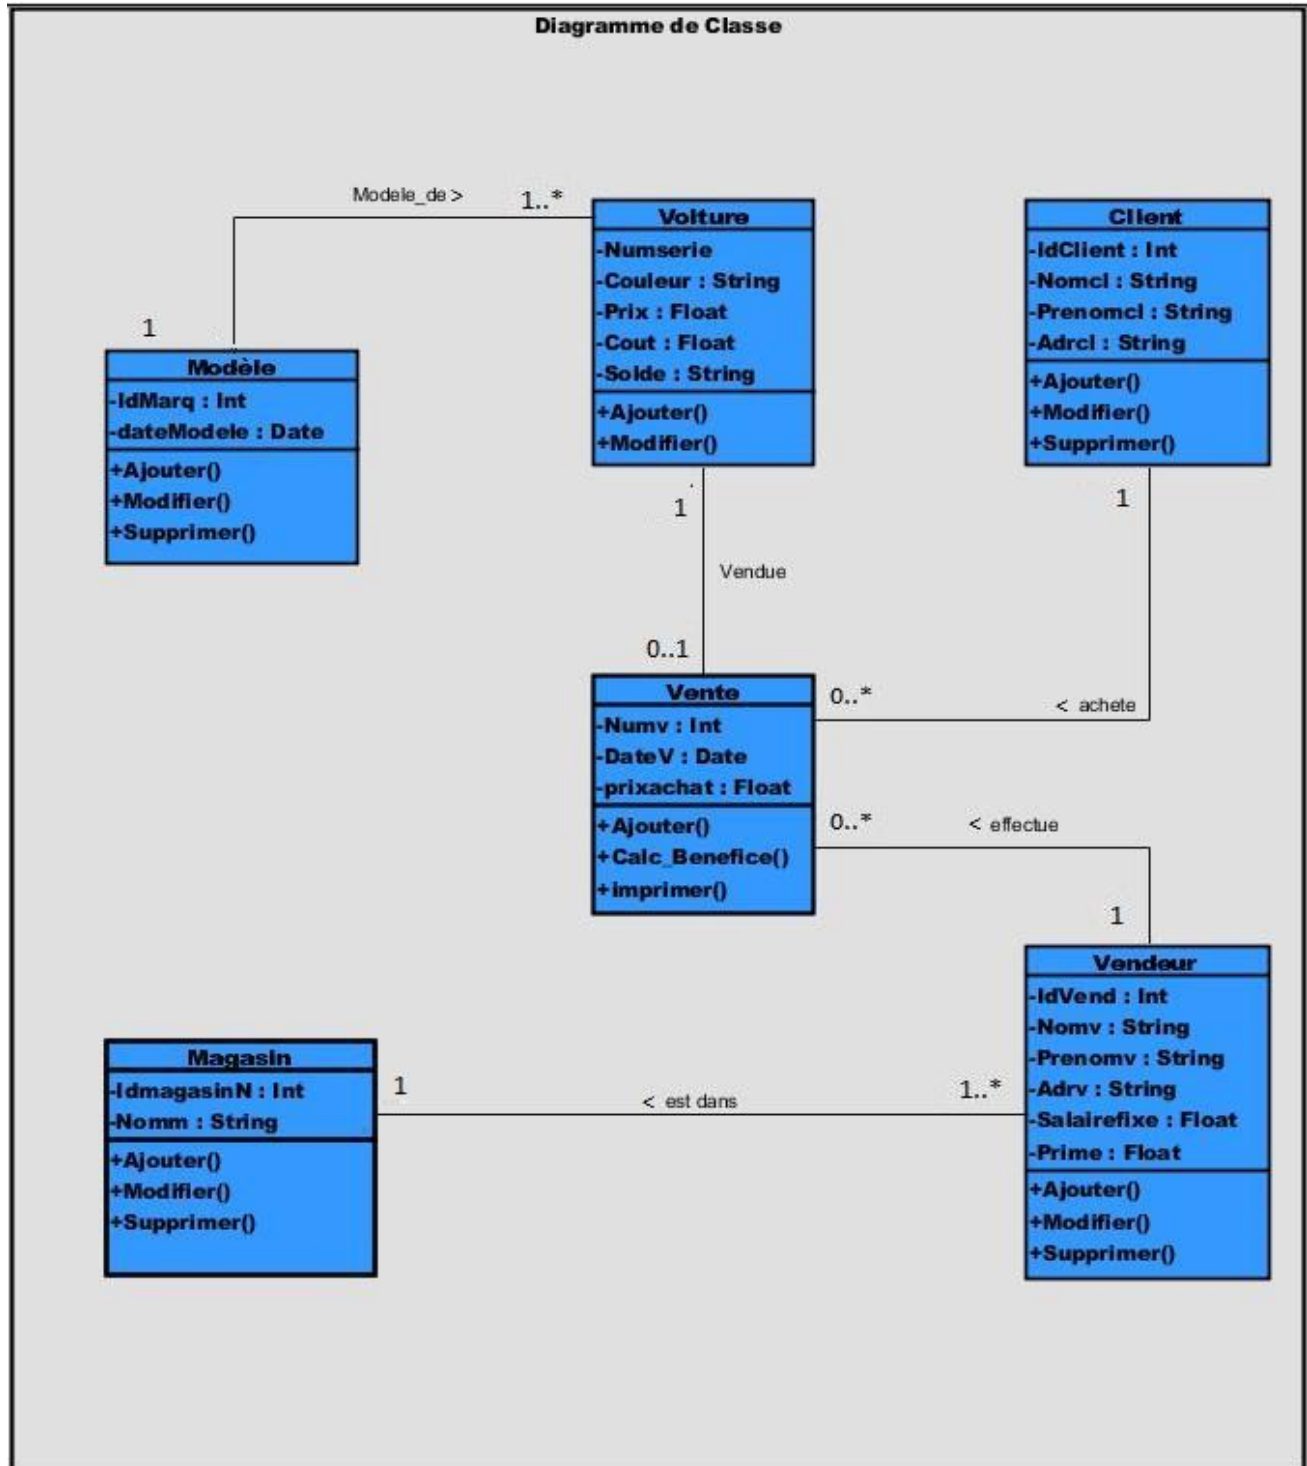 Diagramme de Classe
Modele_de >
1..*
1
Modèle
-IdMarq : Int
-dateModele : Date
+Ajouter()
+Modifier()
+Supprimer()
Voiture
-Numserie
-Couleur : String
-Prix : Float
-Cout : Float
-Solde : String
+Ajouter()
+Modifier()
Client
-IdClient : Int
-Nomcl : String
-Prenomcl : String
-Adrcl : String
+Ajouter()
+Modifier()
+Supprimer()
1
Vendue
0..1
1
< achete
0..*
Vente
-Numv : Int
-DateV : Date
-prixachat : Float
+Ajouter()
+Calc_Benefice()
+imprimer()
0..*
< effectue
1
Vendeur
-IdVend : Int
-Nomv : String
-Prenomv : String
-Adrv : String
-Salairefixe : Float
-Prime : Float
+Ajouter()
+Modifier()
+Supprimer()
Magasin
-IdmagasinN : Int
-Nomm : String
+Ajouter()
+Modifier()
+Supprimer()
1
< est dans
1..*